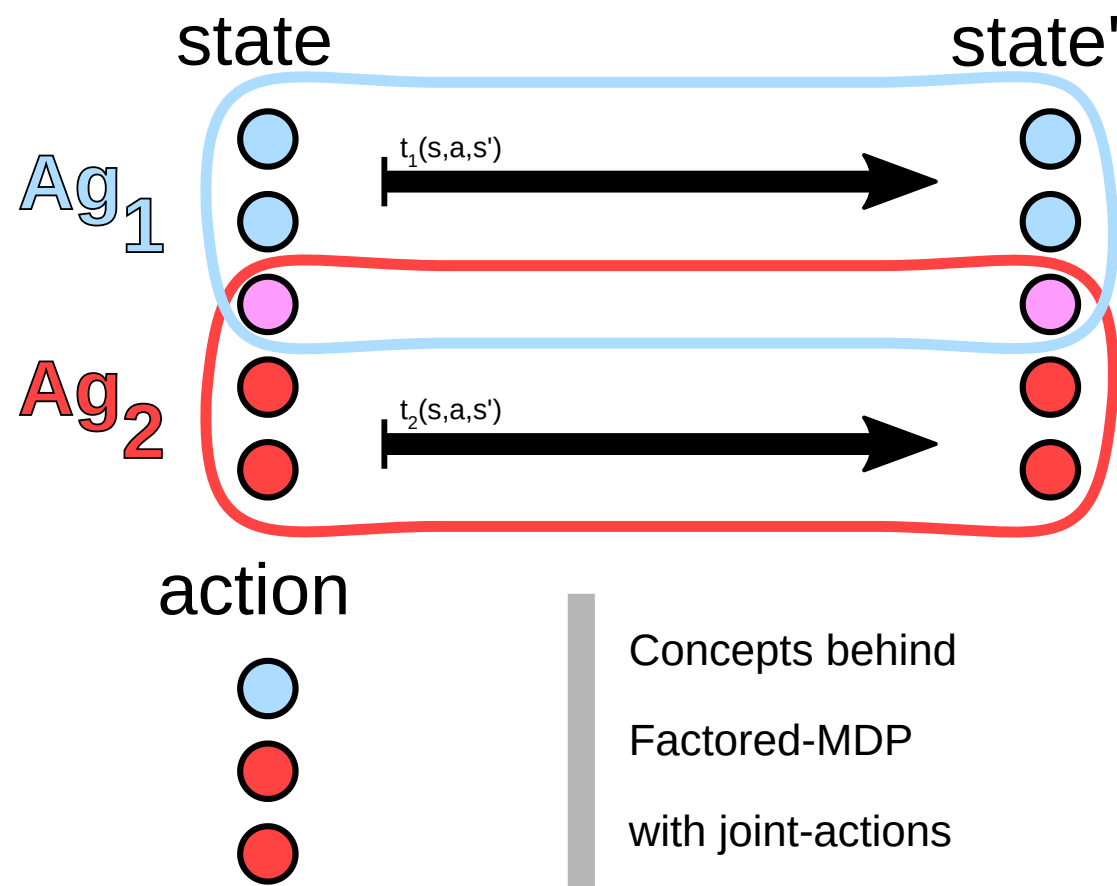 state
state'
Ag1
t1(s,a,s')
Ag2
t2(s,a,s')
action
Concepts behind
Factored-MDP
with joint-actions